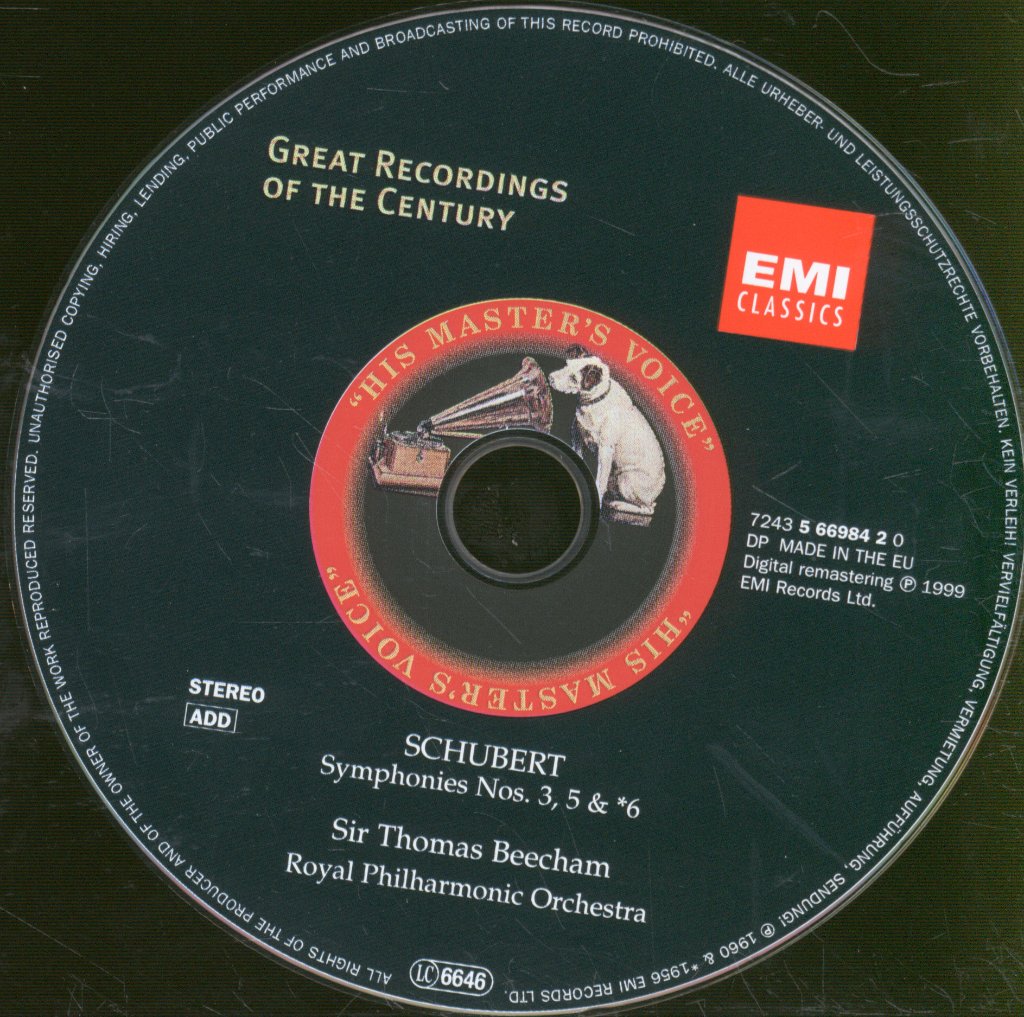 GREAT RECORDINGS
OF THE CENTURY
EMI
CLASSICS
"HIS MASTER'S VOICE"
"HIS MASTER'S VOICE"
7243 5 66984 2 0
DP MADE IN THE EU
Digital remastering ℗ 1999
EMI Records Ltd.
STEREO
ADD
SCHUBERT
Symphonies Nos. 3, 5 & *6
Sir Thomas Beecham
Royal Philharmonic Orchestra
LC 6646
ALL RIGHTS OF THE PRODUCER AND OF THE OWNER OF THE WORK REPRODUCED RESERVED. UNAUTHORISED COPYING, HIRING, LENDING, PUBLIC PERFORMANCE AND BROADCASTING OF THIS RECORD PROHIBITED. ALLE URHEBER- UND LEISTUNGSSCHUTZRECHTE VORBEHALTEN. KEIN VERLEIH! VERVIELFÄLTIGUNG, VERMIETUNG, AUFFÜHRUNG, SENDUNG! ℗ 1960 & *1956 EMI RECORDS LTD.